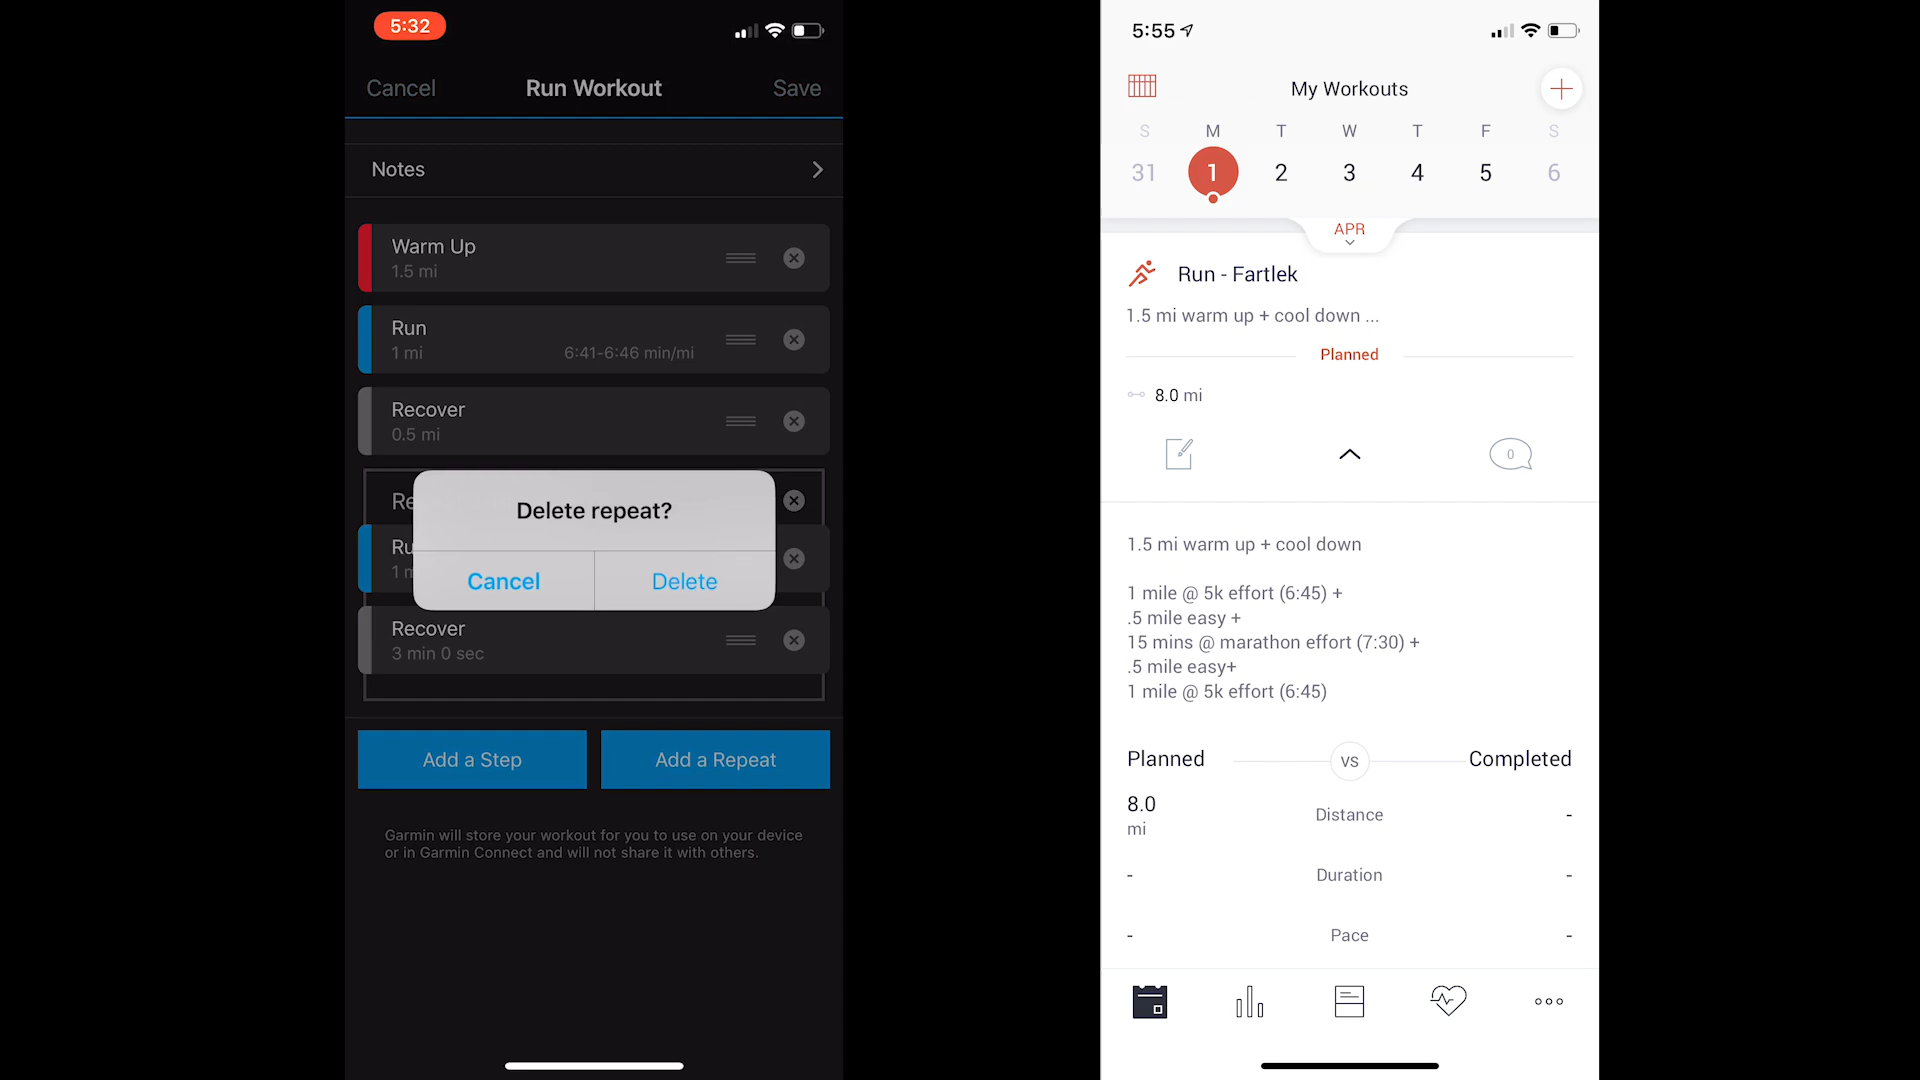 5:32
Cancel
Run Workout
Save
Notes
Warm Up
1.5 mi
Run
1 mi
6:41-6:46 min/mi
Recover
0.5 mi
Delete repeat?
Cancel
Delete
Recover
3 min 0 sec
Add a Step
Add a Repeat
Garmin will store your workout for you to use on your device
or in Garmin Connect and will not share it with others.
5:55
My Workouts
S M T W T F S
31 1 2 3 4 5 6
APR
Run - Fartlek
1.5 mi warm up + cool down ...
Planned
8.0 mi
0
1.5 mi warm up + cool down
1 mile @ 5k effort (6:45) +
.5 mile easy +
15 mins @ marathon effort (7:30) +
.5 mile easy+
1 mile @ 5k effort (6:45)
Planned
VS
Completed
8.0
mi
Distance
-
-
Duration
-
-
Pace
-